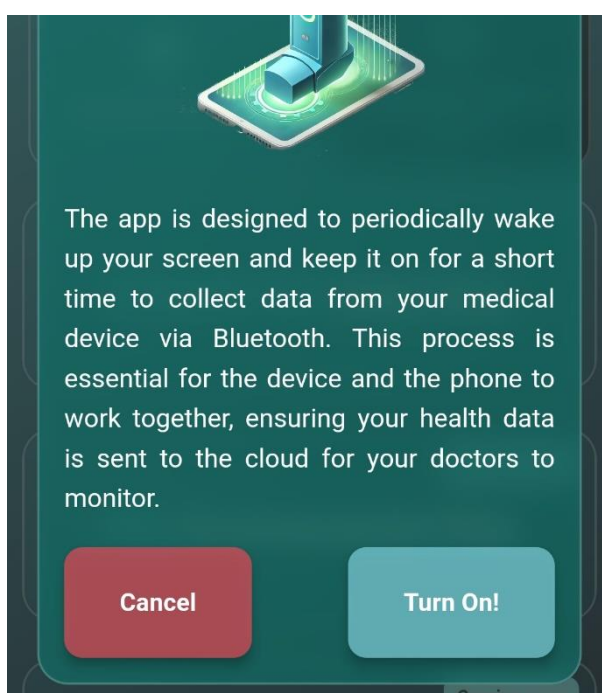 The app is designed to periodically wake
up your screen and keep it on for a short
time to collect data from your medical
device via Bluetooth. This process is
essential for the device and the phone to
work together, ensuring your health data
is sent to the cloud for your doctors to
monitor.
Cancel
Turn On!